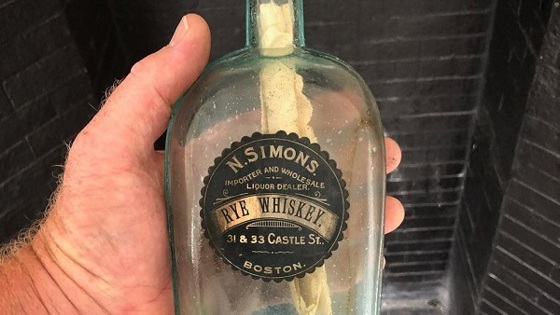 N. SIMONS,
IMPORTER AND WHOLESALE
LIQUOR DEALER.
RYE WHISKEY.
31 & 33 CASTLE ST.,
BOSTON.